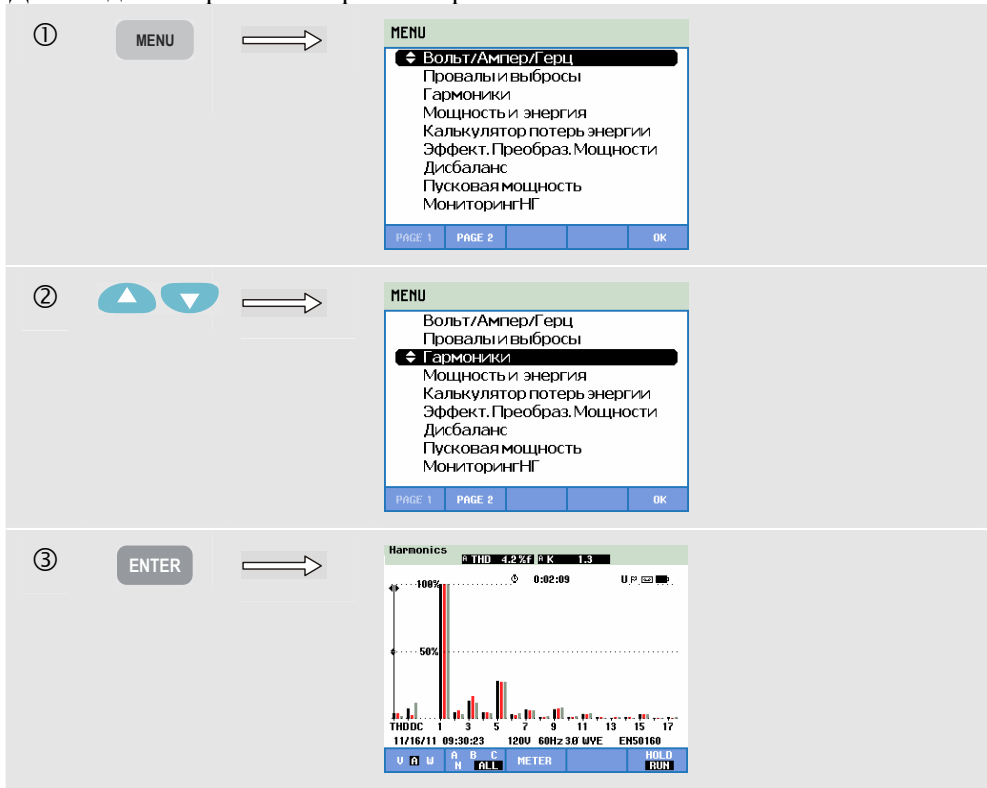 ①
MENU
MENU
Вольт/Ампер/Герц
Провалы и выбросы
Гармоники
Мощность и энергия
Калькулятор потерь энергии
Эффект. Преобраз. Мощности
Дисбаланс
Пусковая мощность
МониторингНГ
PAGE 1 PAGE 2 OK
②
MENU
Вольт/Ампер/Герц
Провалы и выбросы
Гармоники
Мощность и энергия
Калькулятор потерь энергии
Эффект. Преобраз. Мощности
Дисбаланс
Пусковая мощность
МониторингНГ
PAGE 1 PAGE 2 OK
③
ENTER
Harmonics
A THD 4.2%f A K 1.3
100% 0:02:09 U
50%
THD DC 1 3 5 7 9 11 13 15 17
11/16/11 09:30:23 120V 60Hz 3Ø WYE EN50160
V A W A B C N ALL METER HOLD RUN